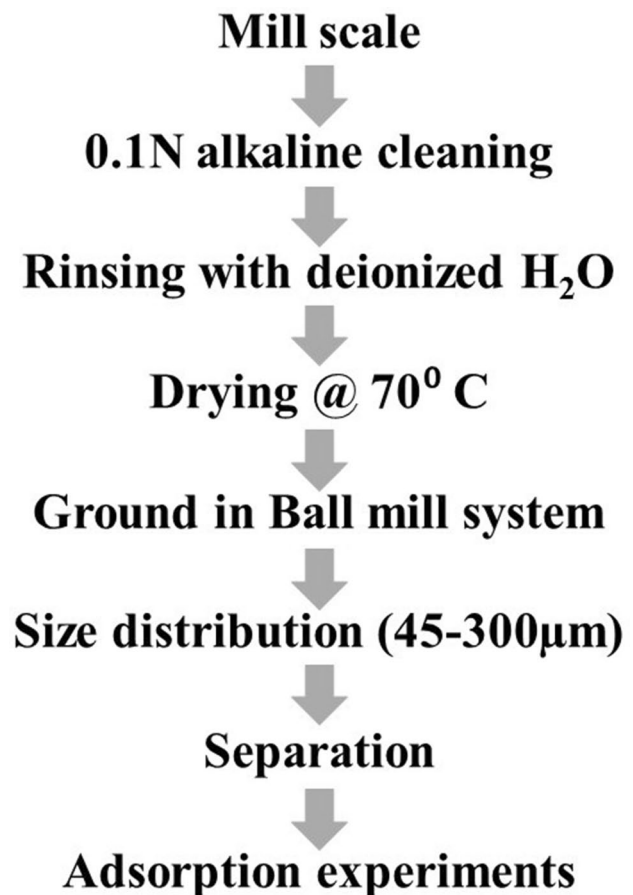 Mill scale
0.1N alkaline cleaning
Rinsing with deionized H₂O
Drying @ 70⁰ C
Ground in Ball mill system
Size distribution (45-300µm)
Separation
Adsorption experiments